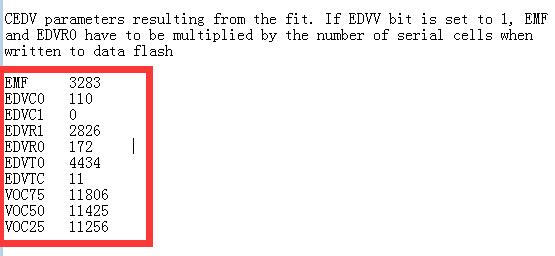 CEDV parameters resulting from the fit. If EDVV bit is set to 1, EMF
and EDVR0 have to be multiplied by the number of serial cells when
written to data flash
EMF 3283
EDVC0 110
EDVC1 0
EDVR1 2826
EDVR0 172
EDVT0 4434
EDVTC 11
VOC75 11806
VOC50 11425
VOC25 11256